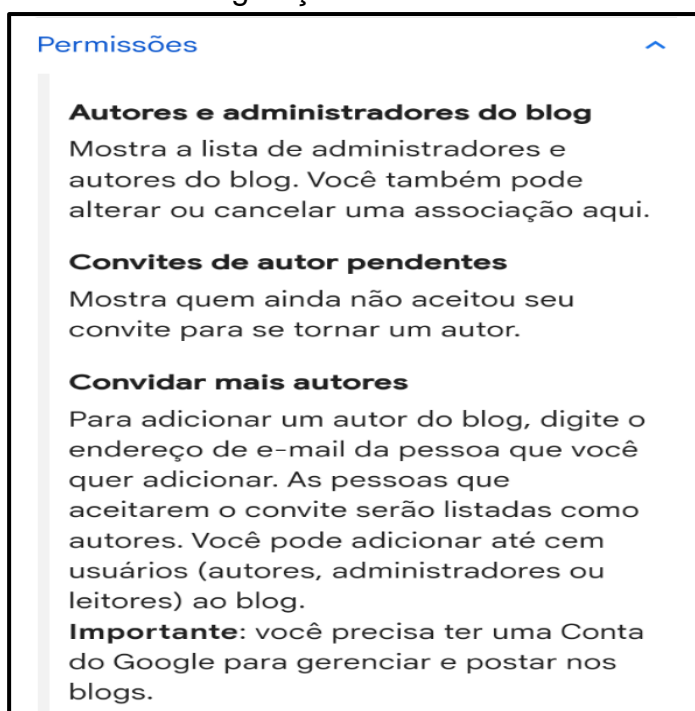 Permissões
Autores e administradores do blog
Mostra a lista de administradores e
autores do blog. Você também pode
alterar ou cancelar uma associação aqui.
Convites de autor pendentes
Mostra quem ainda não aceitou seu
convite para se tornar um autor.
Convidar mais autores
Para adicionar um autor do blog, digite o
endereço de e-mail da pessoa que você
quer adicionar. As pessoas que
aceitarem o convite serão listadas como
autores. Você pode adicionar até cem
usuários (autores, administradores ou
leitores) ao blog.
Importante: você precisa ter uma Conta
do Google para gerenciar e postar nos
blogs.